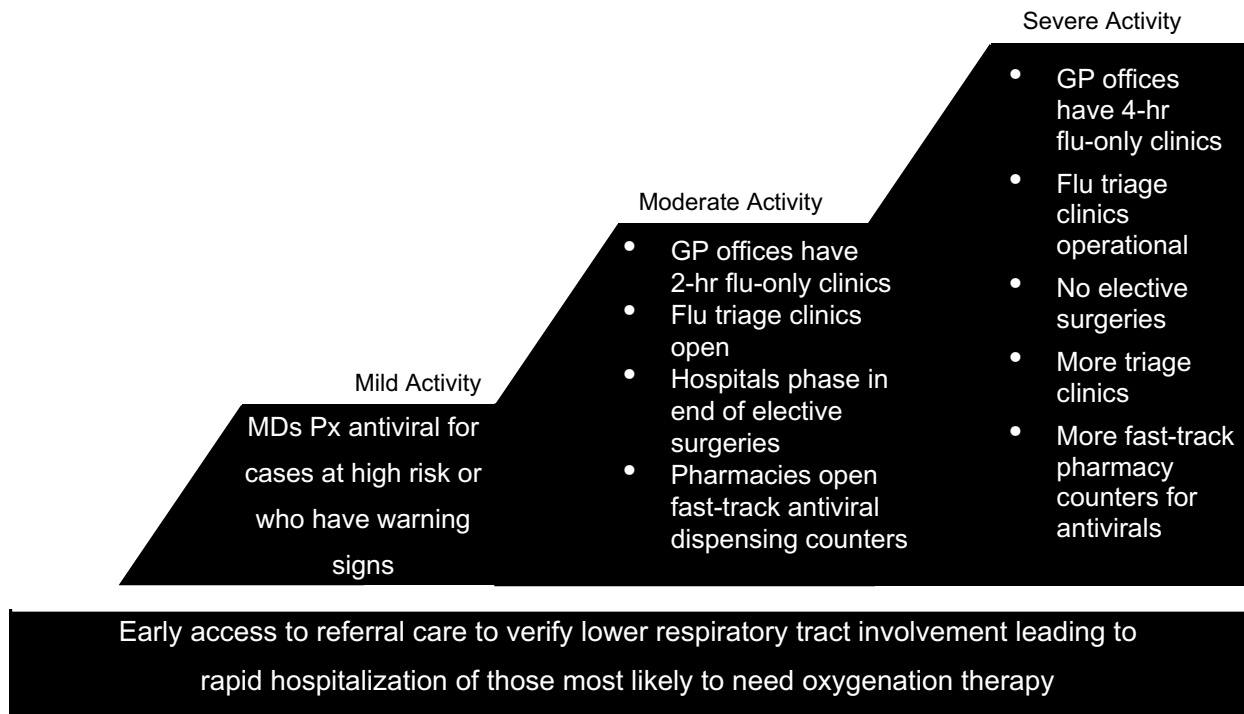 Severe Activity
• GP offices
have 4-hr
flu-only clinics
• Flu triage
clinics
operational
• No elective
surgeries
• More triage
clinics
• More fast-track
pharmacy
counters for
antivirals
Moderate Activity
• GP offices have
2-hr flu-only clinics
• Flu triage clinics
open
• Hospitals phase in
end of elective
surgeries
• Pharmacies open
fast-track antiviral
dispensing counters
Mild Activity
MDs Px antiviral for
cases at high risk or
who have warning
signs
Early access to referral care to verify lower respiratory tract involvement leading to
rapid hospitalization of those most likely to need oxygenation therapy